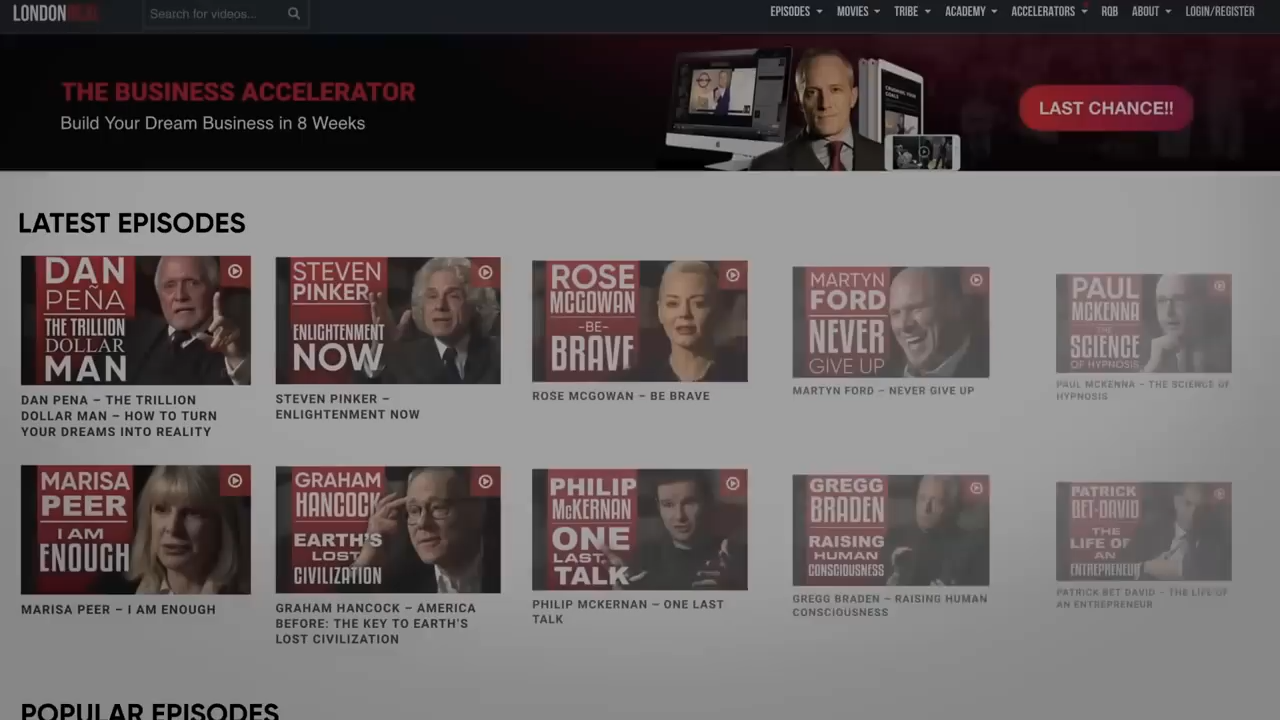 LONDON REAL
Search for videos...
EPISODES
MOVIES
TRIBE
ACADEMY
ACCELERATORS
RQB
ABOUT
LOGIN/REGISTER
THE BUSINESS ACCELERATOR
Build Your Dream Business in 8 Weeks
LAST CHANCE!!
LATEST EPISODES
DAN
PEÑA
THE TRILLION
DOLLAR
MAN
DAN PENA – THE TRILLION
DOLLAR MAN – HOW TO TURN
YOUR DREAMS INTO REALITY
STEVEN
PINKER
ENLIGHTENMENT
NOW
STEVEN PINKER –
ENLIGHTENMENT NOW
ROSE
MCGOWAN
-BE-
BRAVE
ROSE MCGOWAN – BE BRAVE
MARTYN
FORD
NEVER
GIVE UP
MARTYN FORD – NEVER GIVE UP
PAUL
MCKENNA
THE
SCIENCE
OF HYPNOSIS
PAUL MCKENNA – THE SCIENCE OF
HYPNOSIS
MARISA
PEER
I AM
ENOUGH
MARISA PEER – I AM ENOUGH
GRAHAM
HANCOCK
EARTH'S
LOST
CIVILIZATION
GRAHAM HANCOCK – AMERICA
BEFORE: THE KEY TO EARTH'S
LOST CIVILIZATION
PHILIP
McKERNAN
ONE
LAST
TALK
PHILIP MCKERNAN – ONE LAST
TALK
GREGG
BRADEN
RAISING
HUMAN
CONSCIOUSNESS
GREGG BRADEN – RAISING HUMAN
CONSCIOUSNESS
PATRICK
BET-DAVID
THE
LIFE OF
AN
ENTREPRENEUR
PATRICK BET DAVID – THE LIFE OF
AN ENTREPRENEUR
POPULAR EPISODES